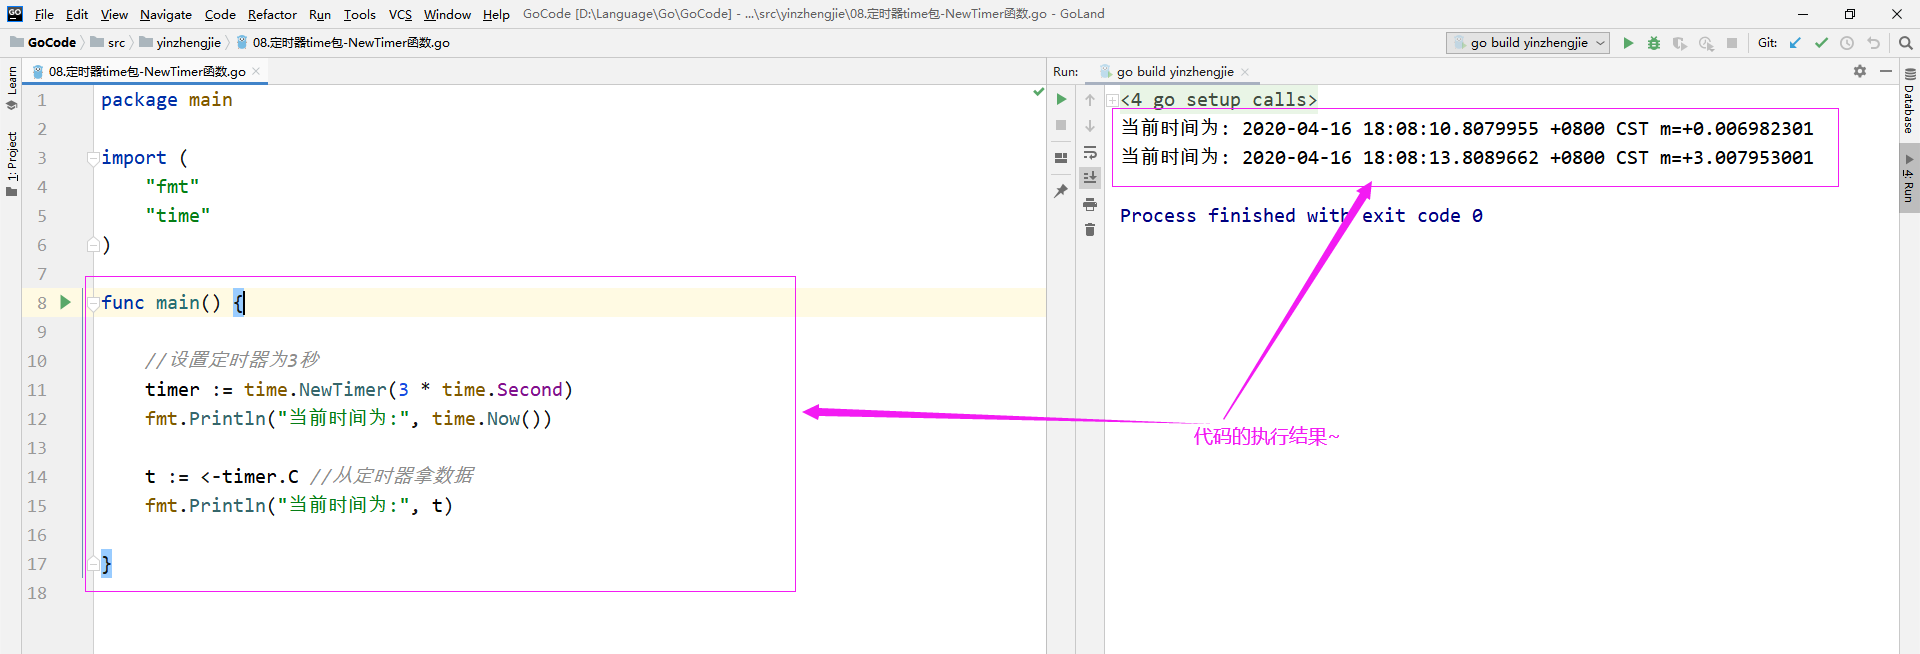 File Edit View Navigate Code Refactor Run Tools VCS Window Help GoCode [D:\Language\Go\GoCode] - ...\src\yinzhengjie\08.定时器time包-NewTimer函数.go - GoLand
GoCode src yinzhengjie 08.定时器time包-NewTimer函数.go
go build yinzhengjie Git:
08.定时器time包-NewTimer函数.go
Learn
1: Project
1 package main
2
3 import (
4 "fmt"
5 "time"
6 )
7
8 func main() {
9
10 //设置定时器为3秒
11 timer := time.NewTimer(3 * time.Second)
12 fmt.Println("当前时间为:", time.Now())
13
14 t := <-timer.C //从定时器拿数据
15 fmt.Println("当前时间为:", t)
16
17 }
18
Run: go build yinzhengjie
<4 go setup calls>
当前时间为: 2020-04-16 18:08:10.8079955 +0800 CST m=+0.006982301
当前时间为: 2020-04-16 18:08:13.8089662 +0800 CST m=+3.007953001
Process finished with exit code 0
代码的执行结果~
Database
4: Run